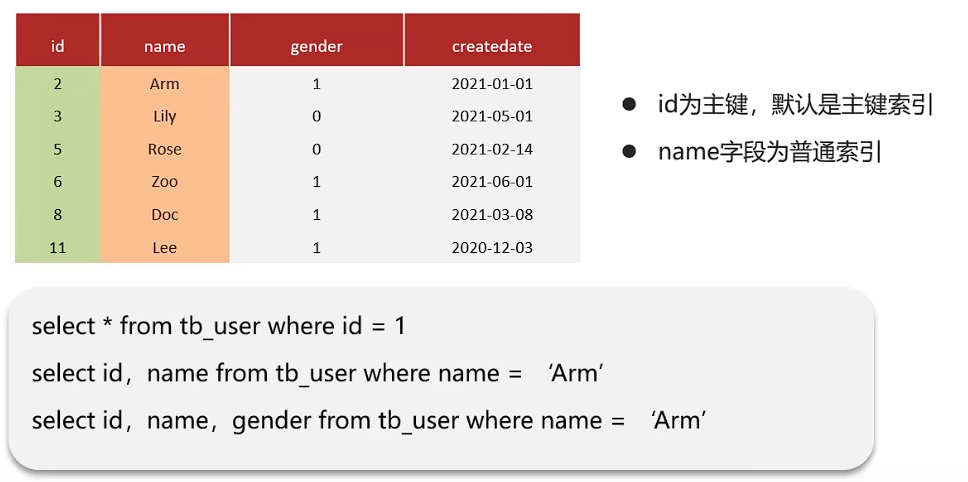 id name gender createdate
2 Arm 1 2021-01-01
3 Lily 0 2021-05-01
5 Rose 0 2021-02-14
6 Zoo 1 2021-06-01
8 Doc 1 2021-03-08
11 Lee 1 2020-12-03
● id为主键，默认是主键索引
● name字段为普通索引
select * from tb_user where id = 1
select id，name from tb_user where name = ‘Arm’
select id，name，gender from tb_user where name = ‘Arm’